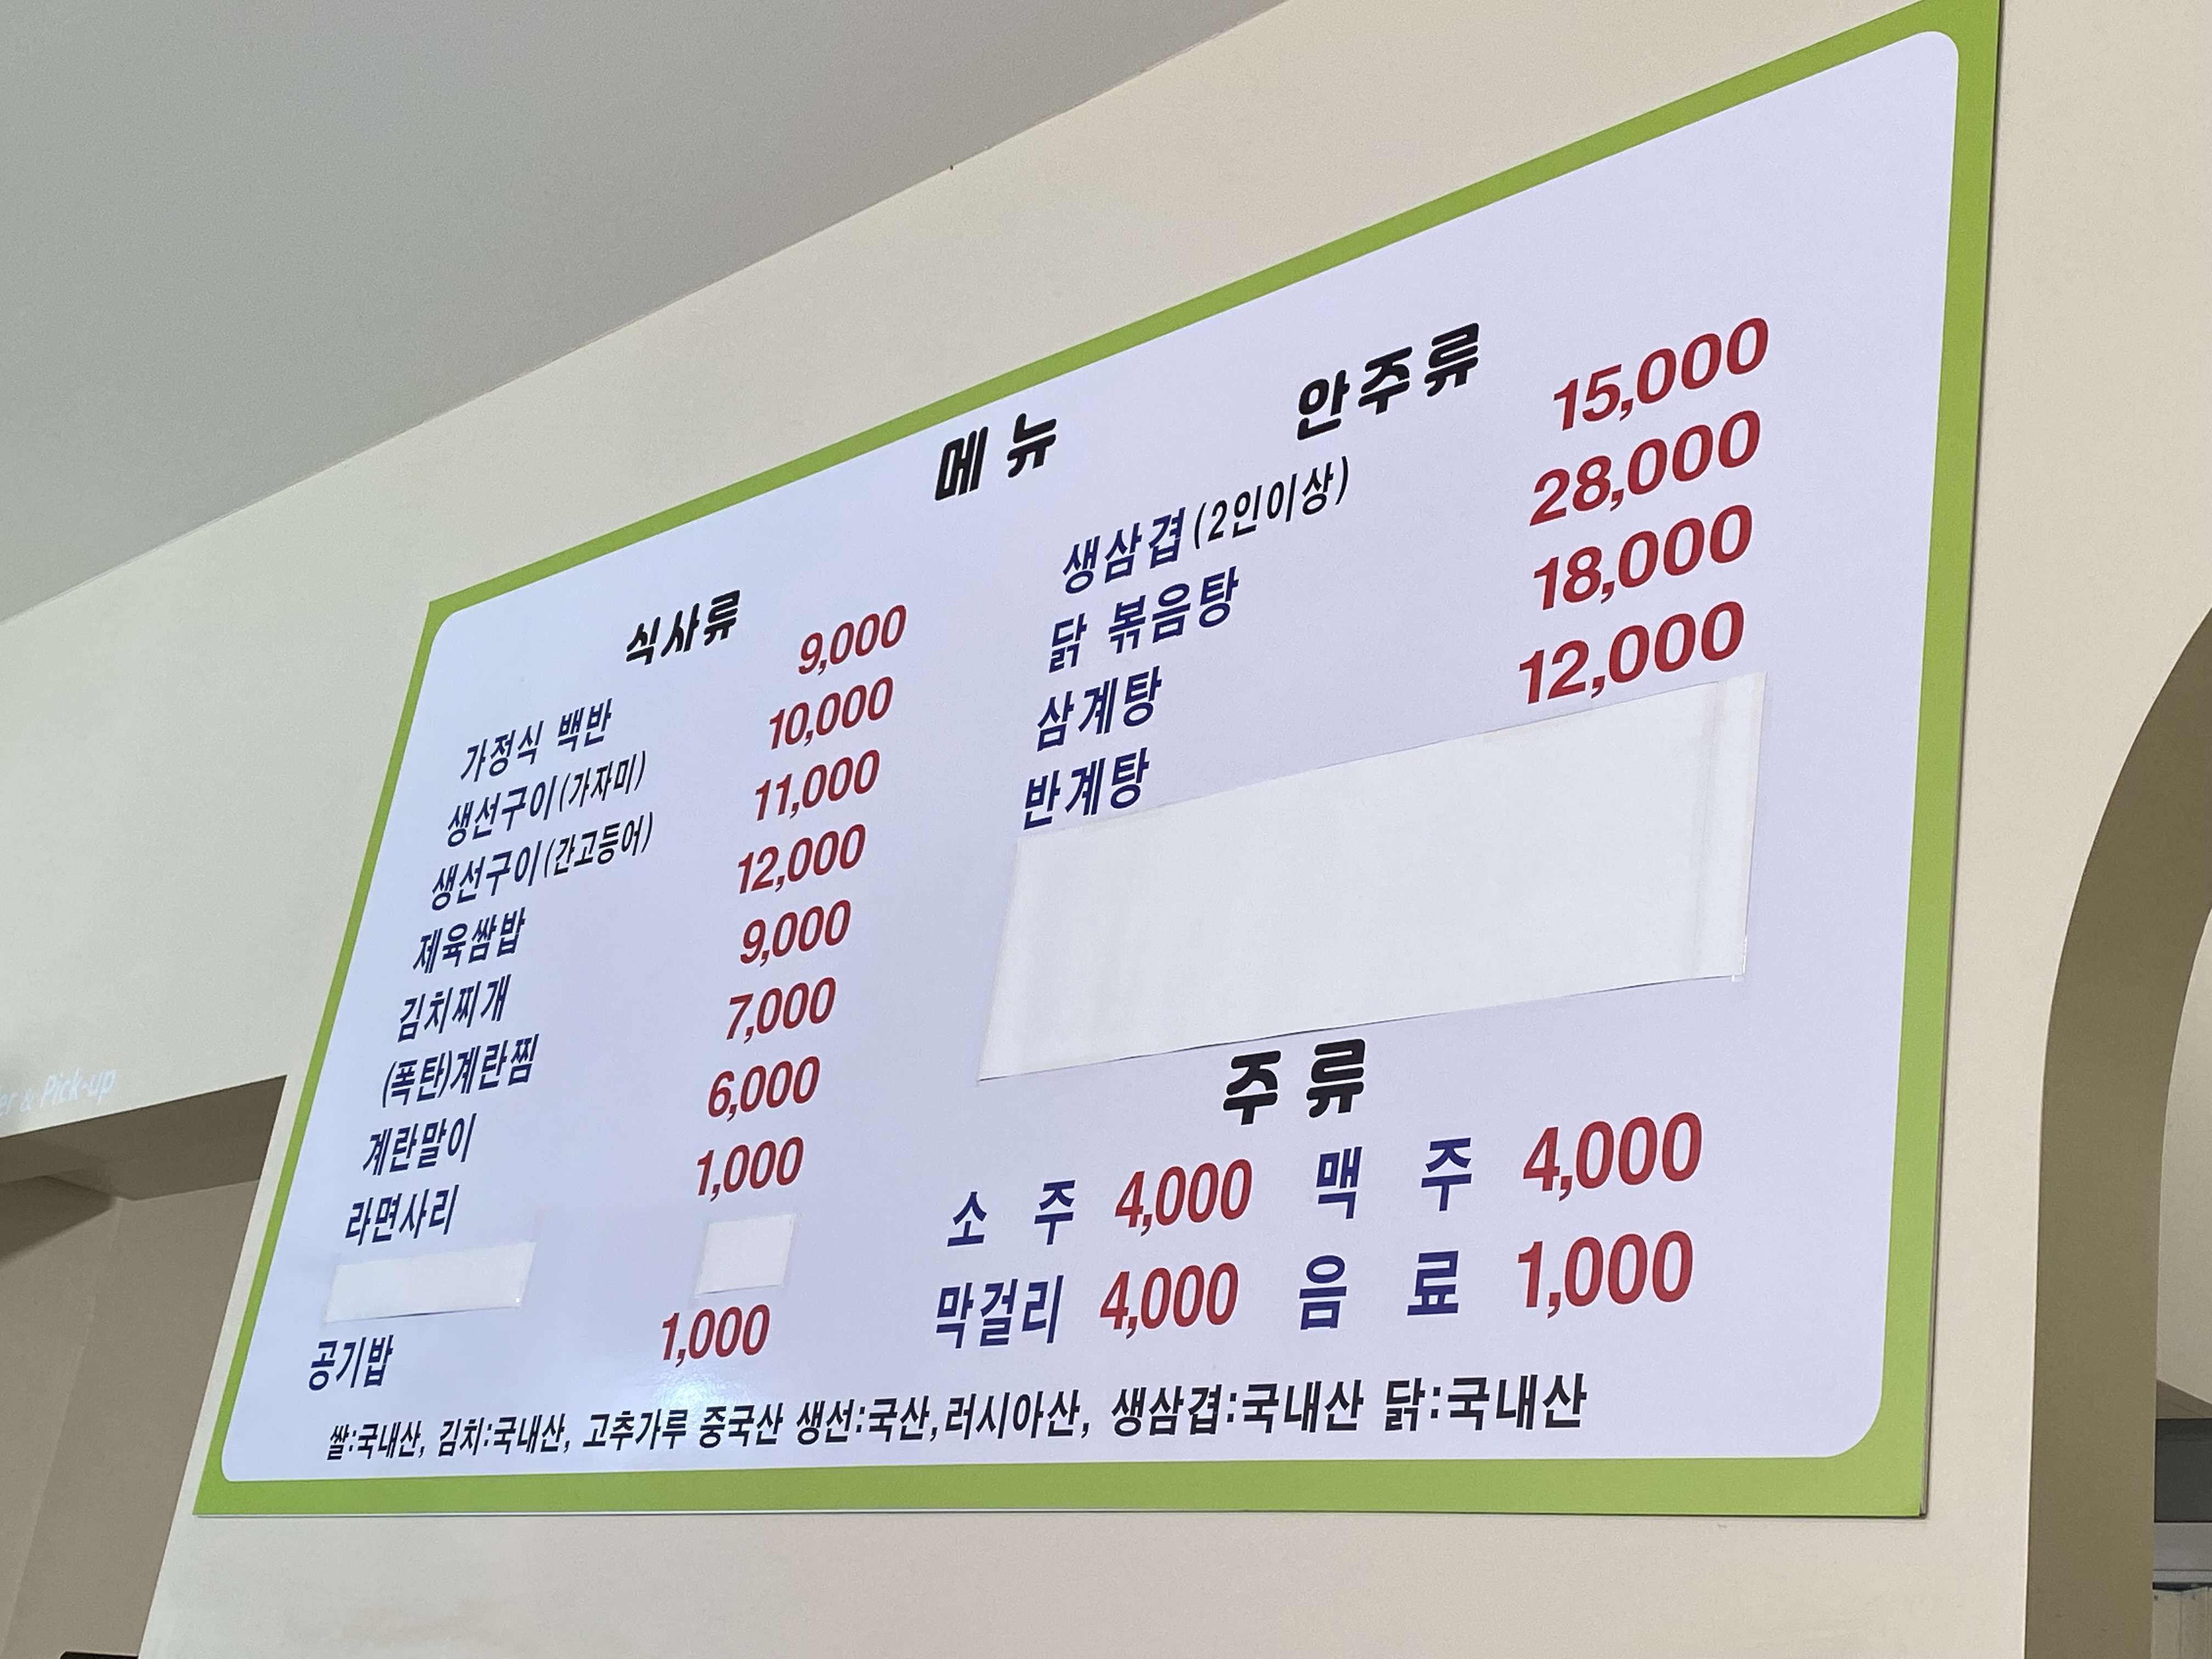 메뉴
식사류
가정식 백반 9,000
생선구이(가자미) 10,000
생선구이(간고등어) 11,000
제육쌈밥 12,000
김치찌개 9,000
(폭탄)계란찜 7,000
계란말이 6,000
라면사리 1,000
공기밥 1,000
안주류
생삼겹(2인이상) 15,000
닭 볶음탕 28,000
삼계탕 18,000
반계탕 12,000
주류
소 주 4,000 맥 주 4,000
막걸리 4,000 음 료 1,000
쌀:국내산, 김치:국내산, 고추가루 중국산 생선:국산,러시아산, 생삼겹:국내산 닭:국내산
& Pick-up